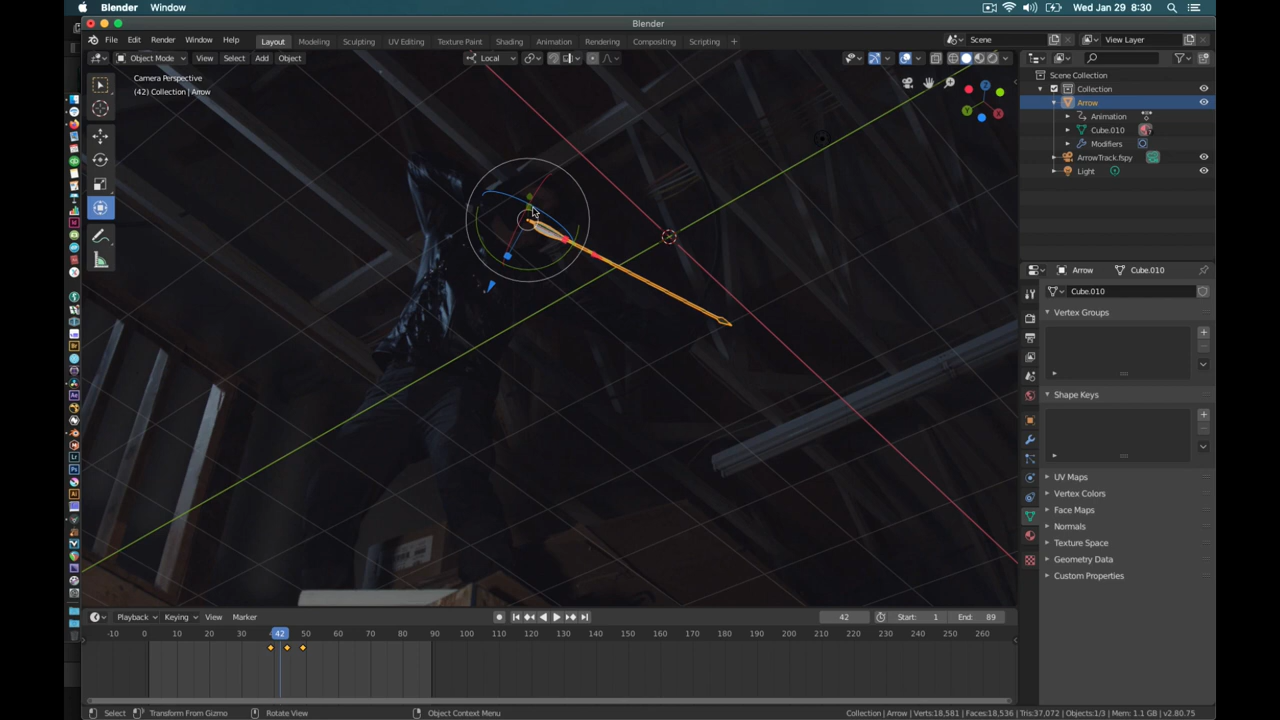 Blender Window Wed Jan 29 8:30
Blender
File Edit Render Window Help Layout Modeling Sculpting UV Editing Texture Paint Shading Animation Rendering Compositing Scripting + Scene View Layer
Object Mode View Select Add Object Local
Camera Perspective
(42) Collection | Arrow
Z
Y
X
Scene Collection
Collection
Arrow
Animation
Cube.010
Modifiers
ArrowTrack.fspy
Light
Arrow Cube.010
Cube.010
Vertex Groups
Shape Keys
UV Maps
Vertex Colors
Face Maps
Normals
Texture Space
Geometry Data
Custom Properties
Playback Keying View Marker 42 Start: 1 End: 89
-10 0 10 20 30 42 50 60 70 80 90 100 110 120 130 140 150 160 170 180 190 200 210 220 230 240 250 260
Select Transform From Gizmo Rotate View Object Context Menu Collection | Arrow | Verts:18,581 | Faces:18,536 | Tris:37,072 | Objects:1/3 | Mem: 1.1 GB | v2.80.75